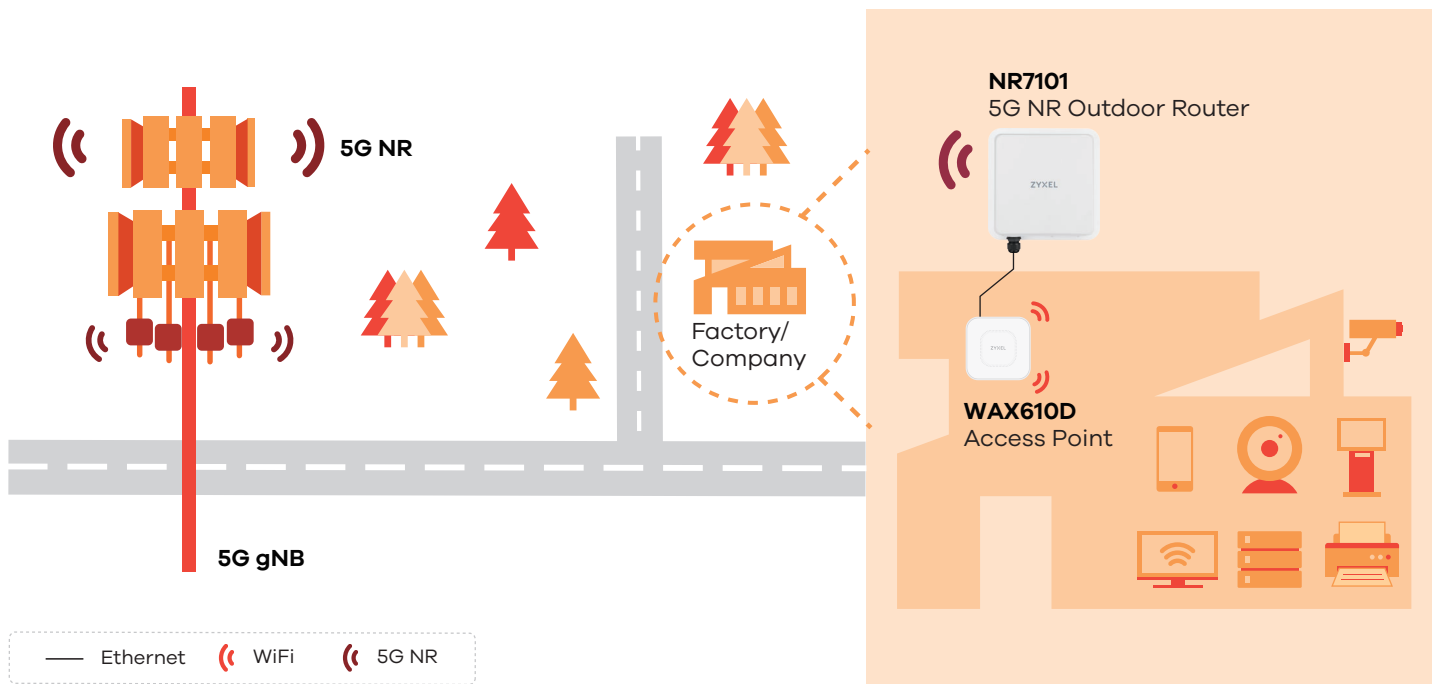 5G NR
5G gNB
Factory/
Company
NR7101
5G NR Outdoor Router
ZYXEL
ZYXEL
WAX610D
Access Point
Ethernet
WiFi
5G NR